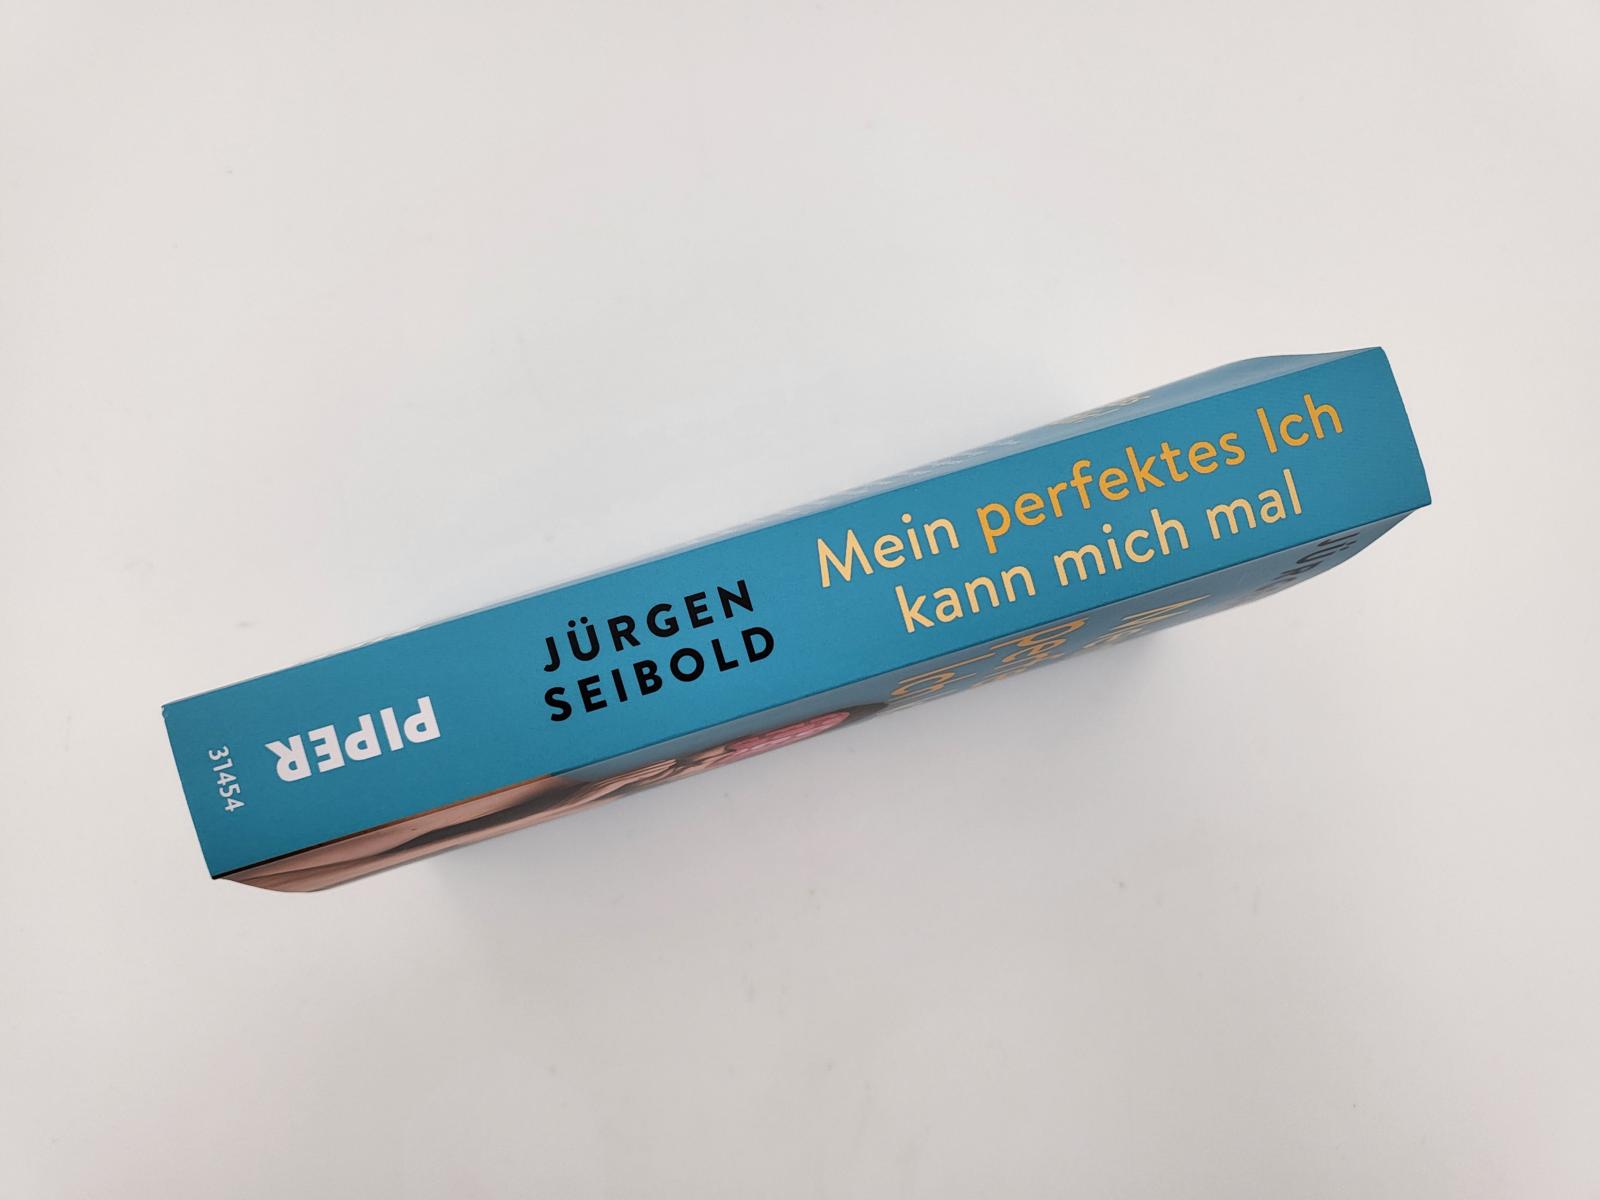 Mein perfektes Ich
kann mich mal
JÜRGEN
SEIBOLD
PIPER
31454